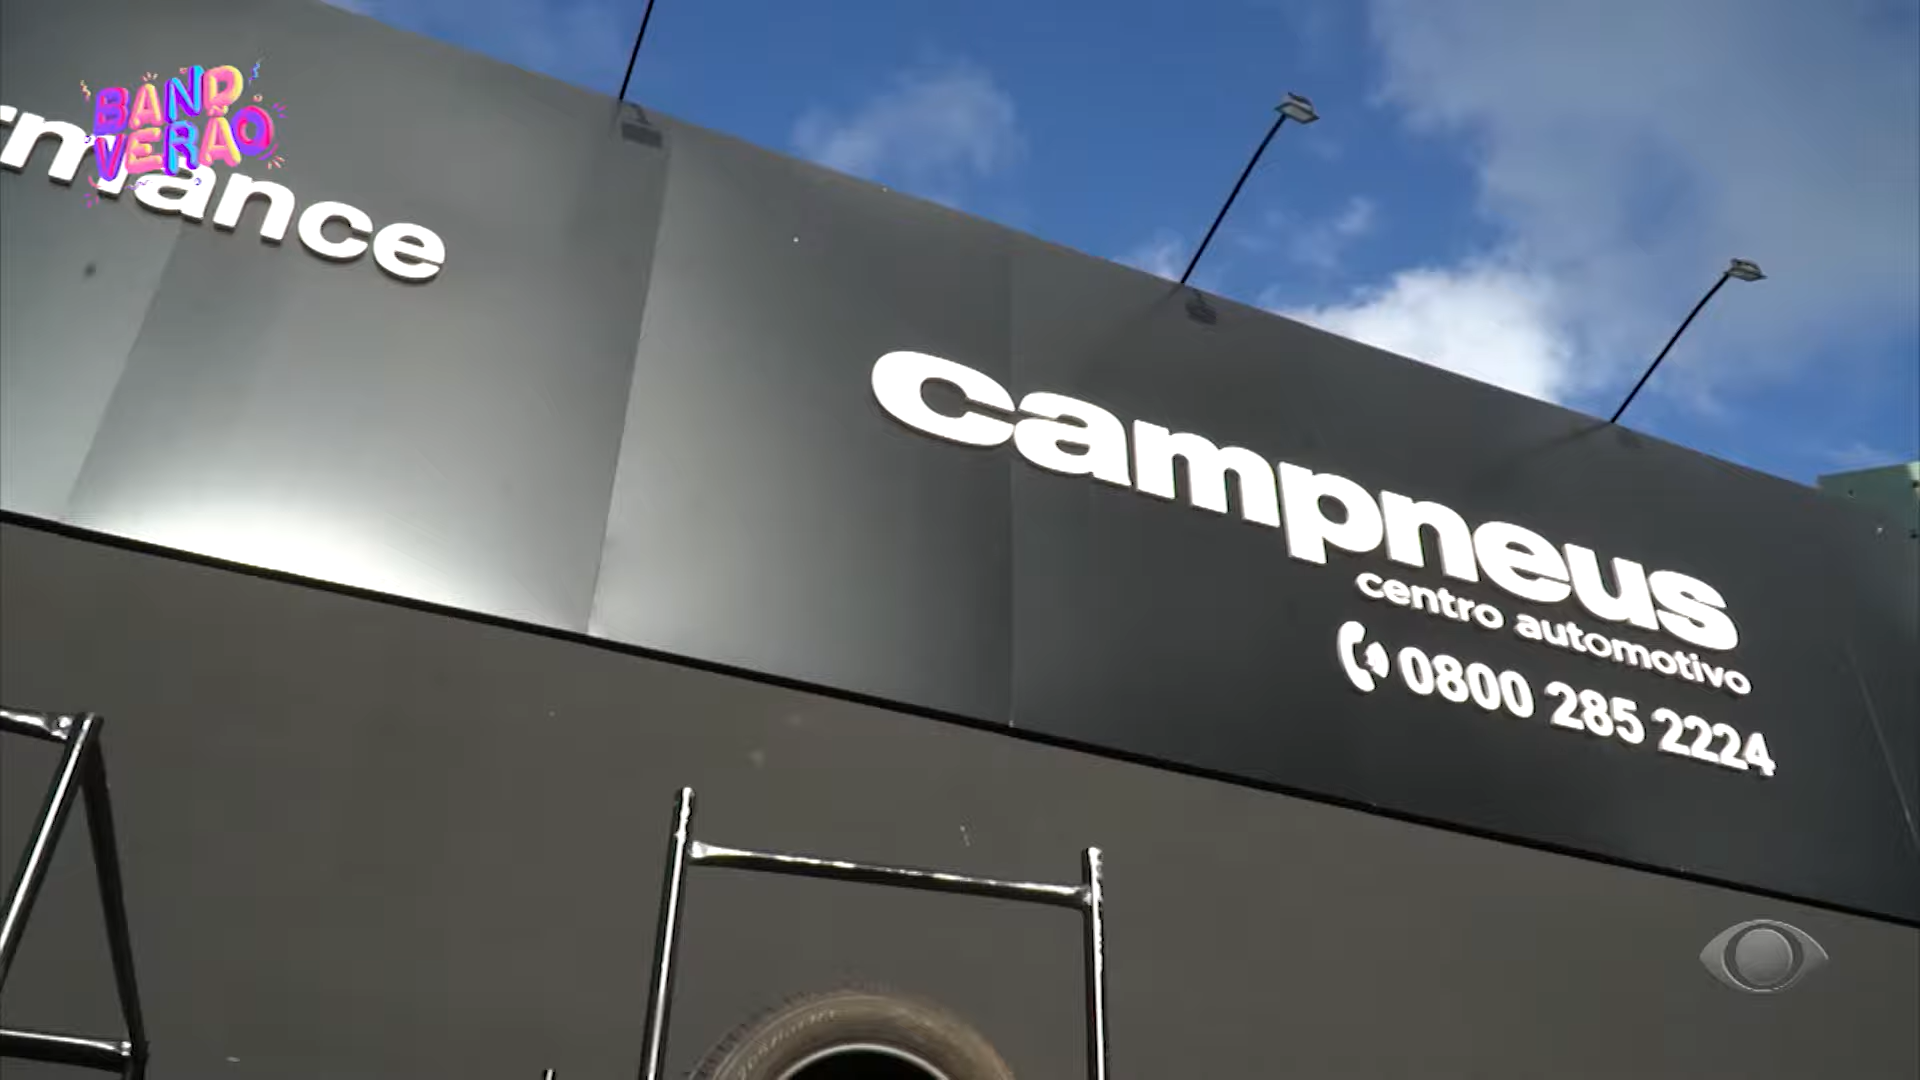 BAND
VERÃO
rmance
campneus
centro automotivo
0800 285 2224